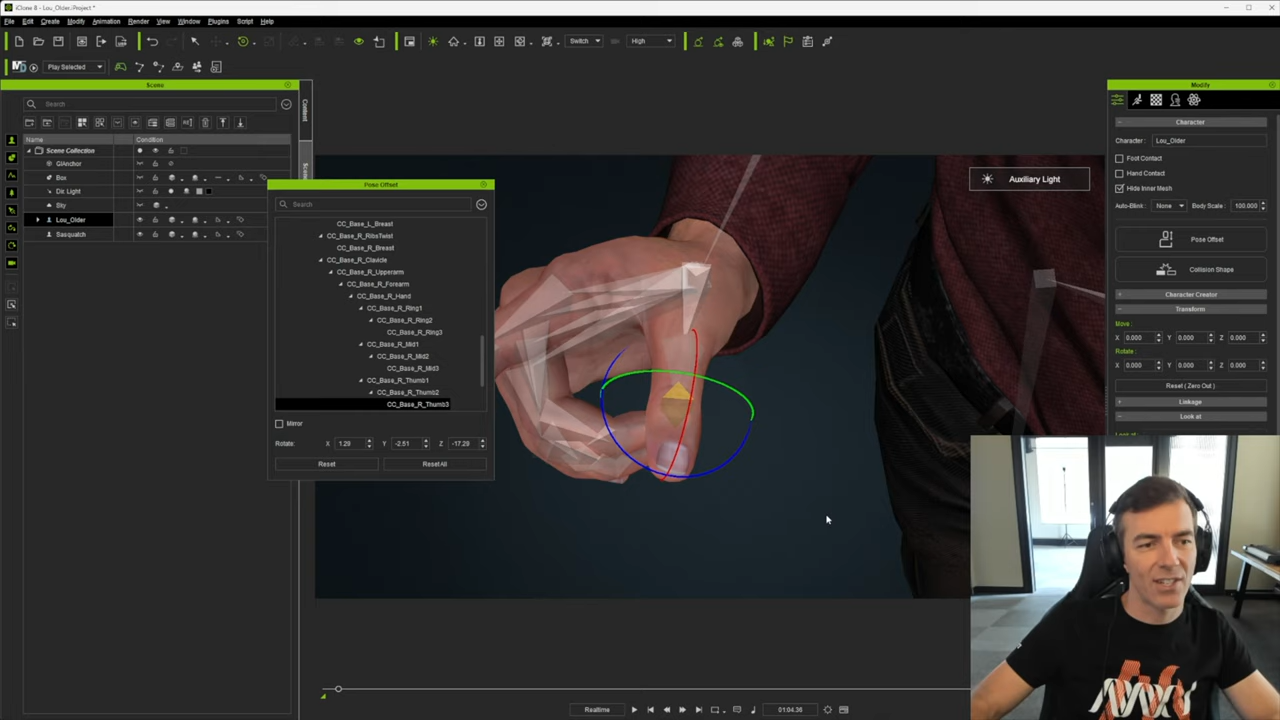 iClone 8 - Lou_Older.iProject *
File Edit Create Modify Animation Render View Window Plugins Script Help
Switch High
Play Selected
Scene Modify
Search
Content
Name Condition
Scene Collection
GIAnchor
Box
Dir Light
Sky
Lou_Older
Sasquatch
Pose Offset
Search
CC_Base_L_Breast
CC_Base_R_RibsTwist
CC_Base_R_Breast
CC_Base_R_Clavicle
CC_Base_R_Upperarm
CC_Base_R_Forearm
CC_Base_R_Hand
CC_Base_R_Ring1
CC_Base_R_Ring2
CC_Base_R_Ring3
CC_Base_R_Mid1
CC_Base_R_Mid2
CC_Base_R_Mid3
CC_Base_R_Thumb1
CC_Base_R_Thumb2
CC_Base_R_Thumb3
Mirror
Rotate: X 1.29 Y -2.51 Z -17.29
Reset Reset All
Auxiliary Light
Character
Character: Lou_Older
Foot Contact
Hand Contact
Hide Inner Mesh
Auto-Blink: None Body Scale: 100.000
Pose Offset
Collision Shape
Character Creator
Transform
Move:
X 0.000 Y 0.000 Z 0.000
Rotate:
X 0.000 Y 0.000 Z 0.000
Reset ( Zero Out )
Linkage
Look at
Realtime 01:04.36